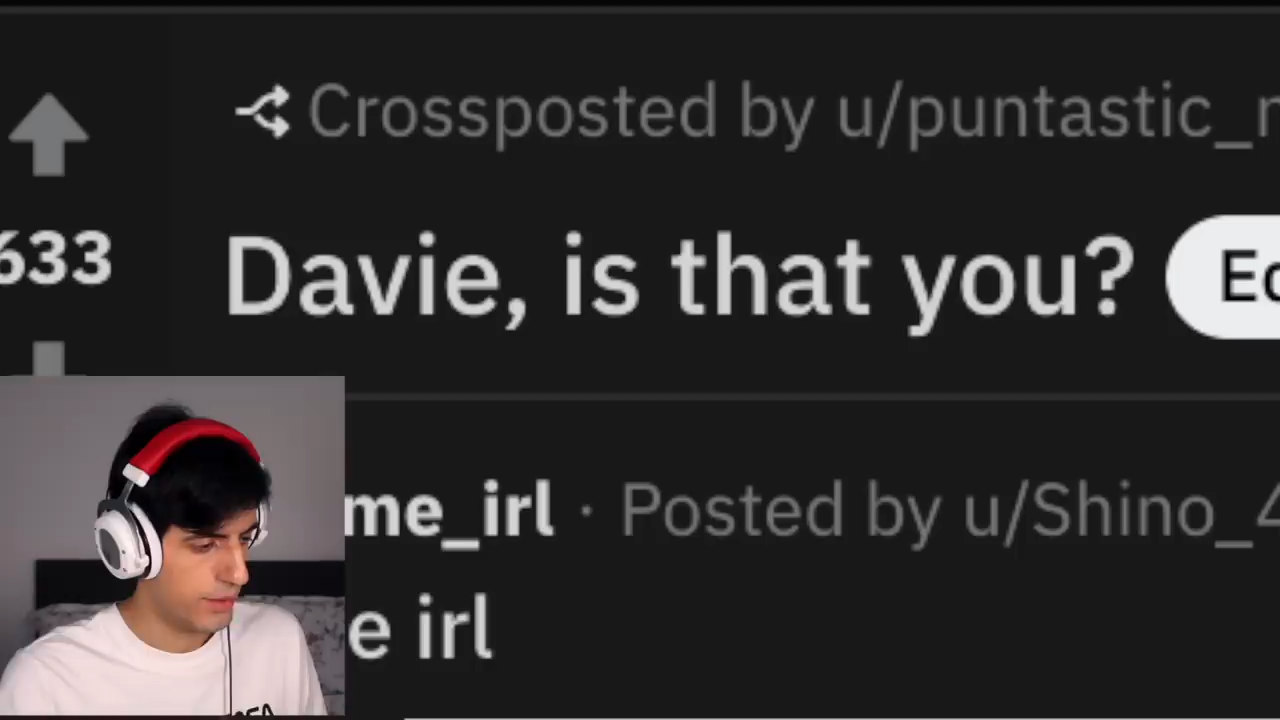 Crossposted by u/puntastic_
633
Davie, is that you?
me_irl · Posted by u/Shino_
irl